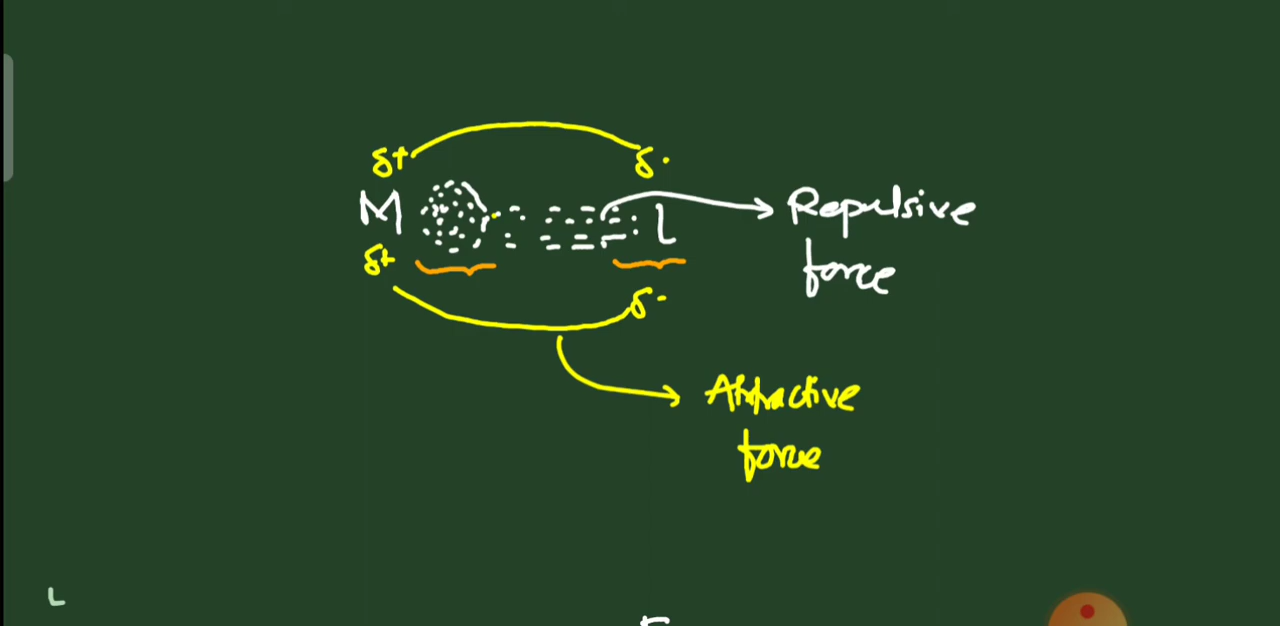 δ+ δ-
M :L Repulsive
δ+ force
δ-
Attractive
force
L